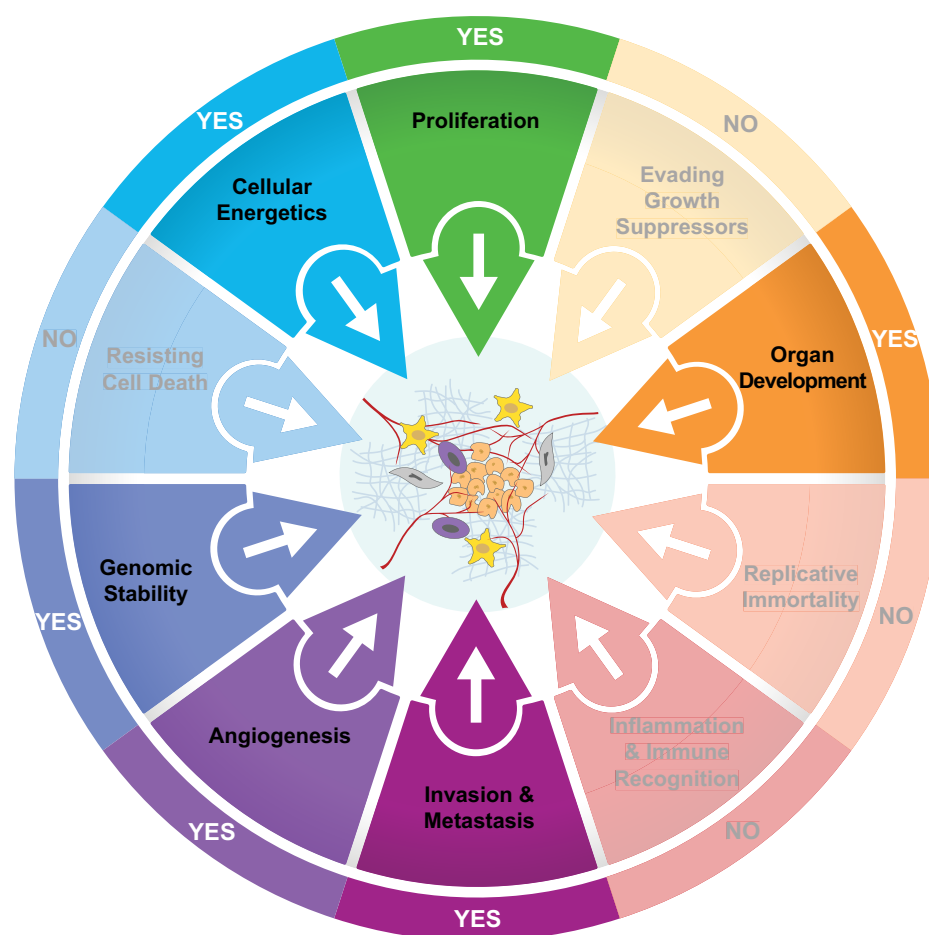 YES
Proliferation
NO
Evading
Growth
Suppressors
YES
Organ
Development
NO
Replicative
Immortality
NO
Inflammation
& Immune
Recognition
YES
Invasion &
Metastasis
YES
Angiogenesis
YES
Genomic
Stability
NO
Resisting
Cell Death
YES
Cellular
Energetics